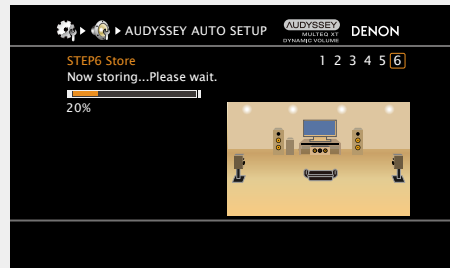 AUDYSSEY AUTO SETUP
AUDYSSEY
MULTEQ XT
DYNAMIC VOLUME
DENON
STEP6 Store
1 2 3 4 5 6
Now storing...Please wait.
20%